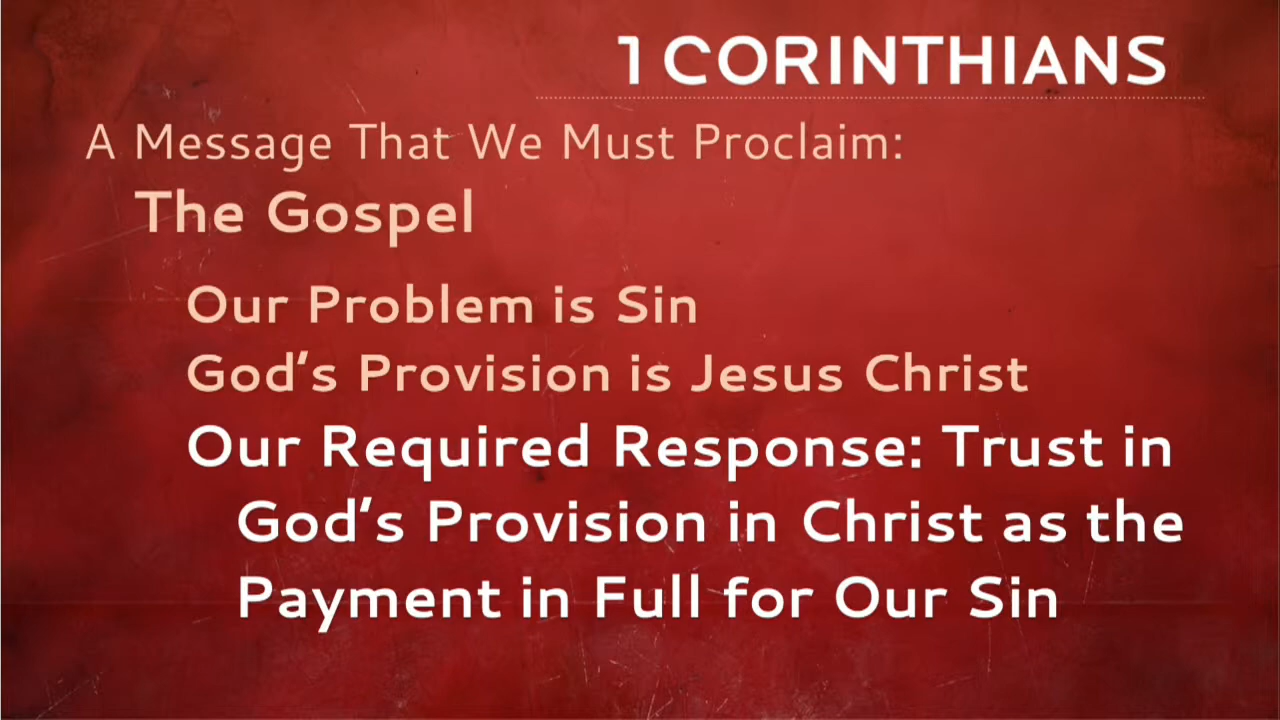 1 CORINTHIANS
A Message That We Must Proclaim:
The Gospel
Our Problem is Sin
God's Provision is Jesus Christ
Our Required Response: Trust in
God's Provision in Christ as the
Payment in Full for Our Sin